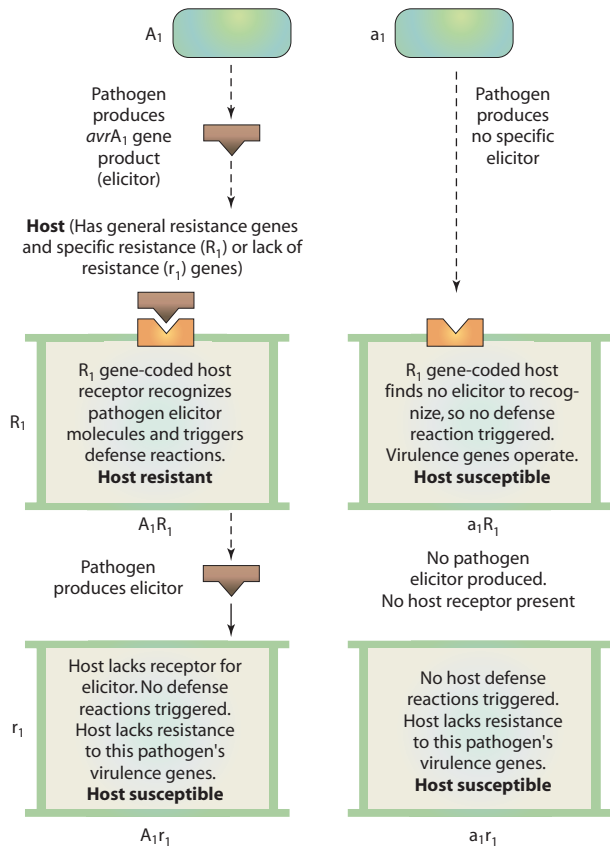 A₁
a₁
Pathogen
produces
avrA₁ gene
product
(elicitor)
Pathogen
produces
no specific
elicitor
Host (Has general resistance genes
and specific resistance (R₁) or lack of
resistance (r₁) genes)
R₁
R₁ gene-coded host
receptor recognizes
pathogen elicitor
molecules and triggers
defense reactions.
Host resistant
A₁R₁
R₁ gene-coded host
finds no elicitor to recog-
nize, so no defense
reaction triggered.
Virulence genes operate.
Host susceptible
a₁R₁
Pathogen
produces elicitor
No pathogen
elicitor produced.
No host receptor present
r₁
Host lacks receptor for
elicitor. No defense
reactions triggered.
Host lacks resistance
to this pathogen's
virulence genes.
Host susceptible
A₁r₁
No host defense
reactions triggered.
Host lacks resistance
to this pathogen's
virulence genes.
Host susceptible
a₁r₁